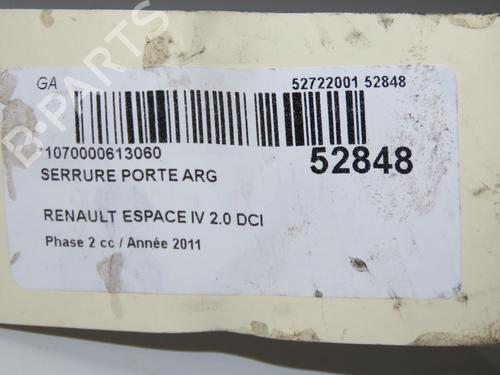 GA 52722001 52848
*1070000613060
52848
SERRURE PORTE ARG
RENAULT ESPACE IV 2.0 DCI
Phase 2 cc / Année 2011
B-PARTS